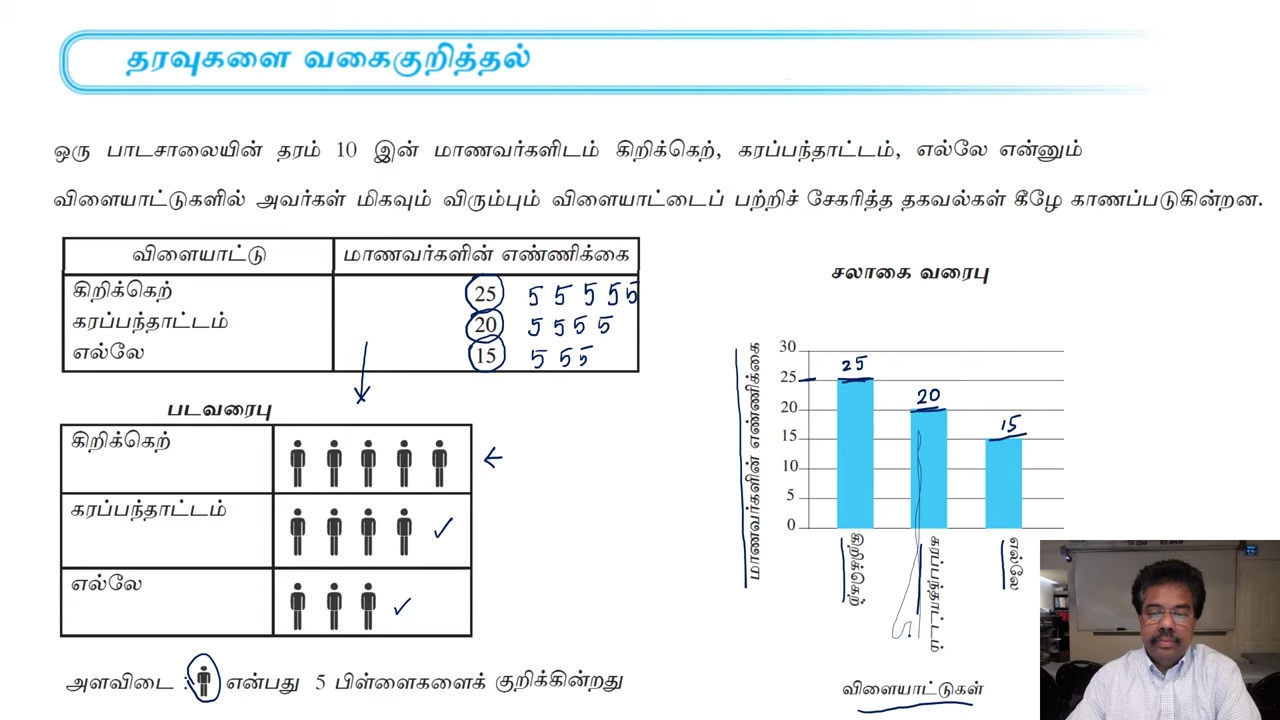 தரவுகளை வகைகுறித்தல்
ஒரு பாடசாலையின் தரம் 10 இன் மாணவர்களிடம் கிறிக்கெற், கரப்பந்தாட்டம், எல்லே என்னும்
விளையாட்டுகளில் அவர்கள் மிகவும் விரும்பும் விளையாட்டைப் பற்றிச் சேகரித்த தகவல்கள் கீழே காணப்படுகின்றன.
விளையாட்டு மாணவர்களின் எண்ணிக்கை
கிறிக்கெற் 25 5 5 5 5 5
கரப்பந்தாட்டம் 20 5 5 5 5
எல்லே 15 5 5 5
படவரைபு
கிறிக்கெற்
கரப்பந்தாட்டம்
எல்லே
அளவிடை : என்பது 5 பிள்ளைகளைக் குறிக்கின்றது
சலாகை வரைபு
மாணவர்களின் எண்ணிக்கை
30
25
20
15
10
5
0
25
20
15
கிறிக்கெற்
கரப்பந்தாட்டம்
எல்லே
விளையாட்டுகள்